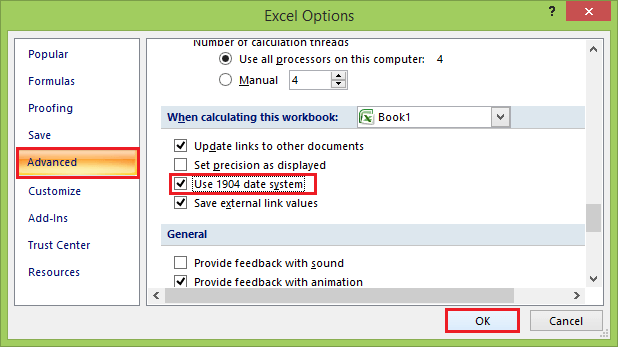 Excel Options
?
Popular
Formulas
Proofing
Save
Advanced
Customize
Add-Ins
Trust Center
Resources
Number of calculation threads
Use all processors on this computer: 4
Manual 4
When calculating this workbook: Book1
Update links to other documents
Set precision as displayed
Use 1904 date system
Save external link values
General
Provide feedback with sound
Provide feedback with animation
OK Cancel